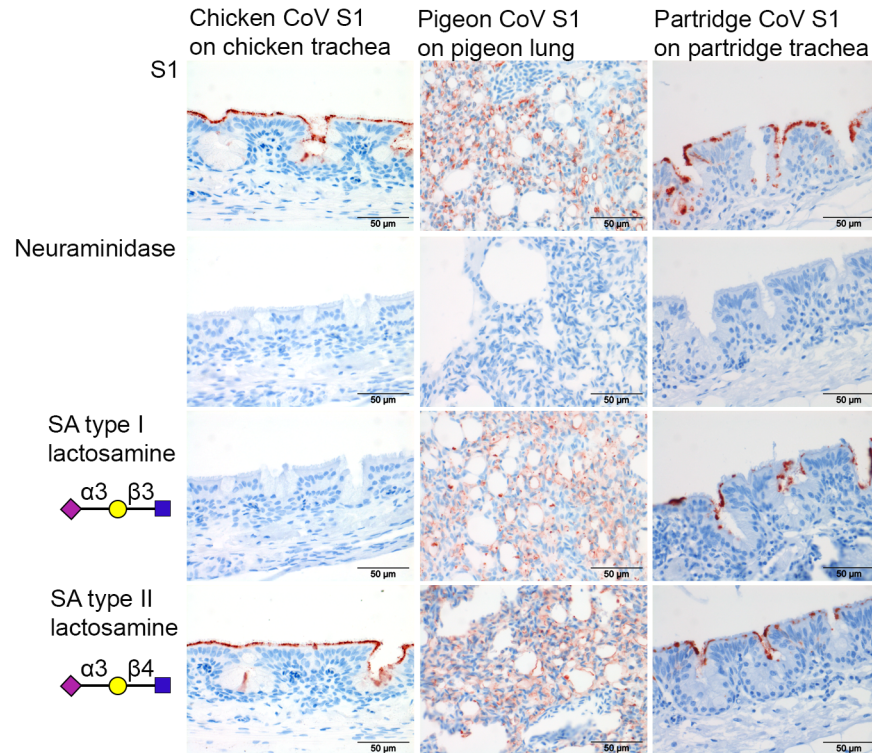 Chicken CoV S1
on chicken trachea
Pigeon CoV S1
on pigeon lung
Partridge CoV S1
on partridge trachea
S1
50 µm
50 µm
50 µm
Neuraminidase
50 µm
50 µm
50 µm
SA type I
lactosamine
α3 β3
50 µm
50 µm
50 µm
SA type II
lactosamine
α3 β4
50 µm
50 µm
50 µm